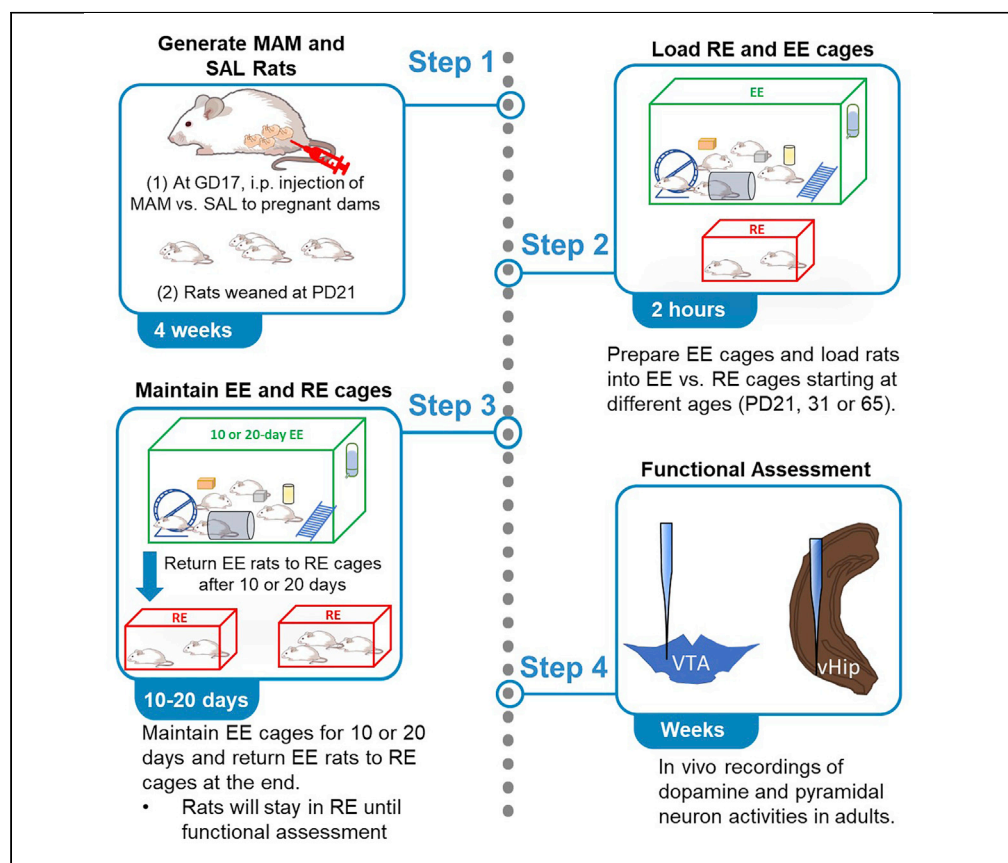 Generate MAM and
SAL Rats
Step 1
(1) At GD17, i.p. injection of
MAM vs. SAL to pregnant dams
(2) Rats weaned at PD21
4 weeks
Load RE and EE cages
EE
Step 2
RE
2 hours
Prepare EE cages and load rats
into EE vs. RE cages starting at
different ages (PD21, 31 or 65).
Maintain EE and RE cages
Step 3
10 or 20-day EE
Return EE rats to RE cages
after 10 or 20 days
RE
RE
10-20 days
Maintain EE cages for 10 or 20
days and return EE rats to RE
cages at the end.
• Rats will stay in RE until
functional assessment
Functional Assessment
Step 4
VTA
vHip
Weeks
In vivo recordings of
dopamine and pyramidal
neuron activities in adults.